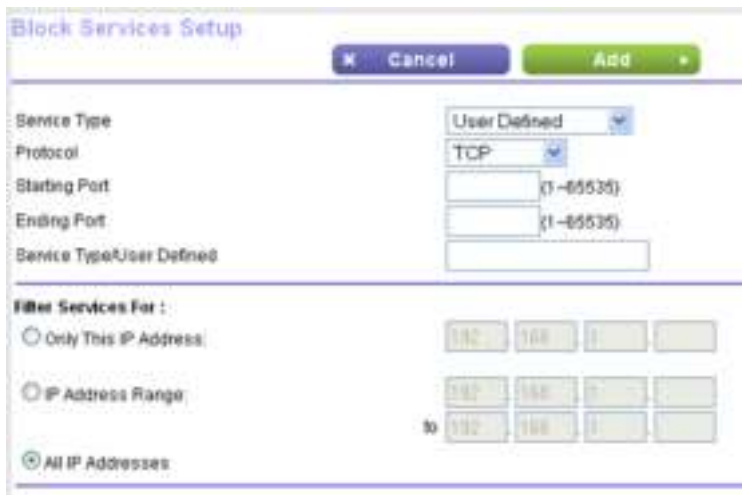 Block Services Setup
Cancel
Add
Service Type
User Defined
Protocol
TCP
Starting Port
(1~65535)
Ending Port
(1~65535)
Service Type/User Defined
Filter Services For :
Only This IP Address:
192 . 168 . 1 .
IP Address Range:
192 . 168 . 1 .
to 192 . 168 . 1 .
All IP Addresses